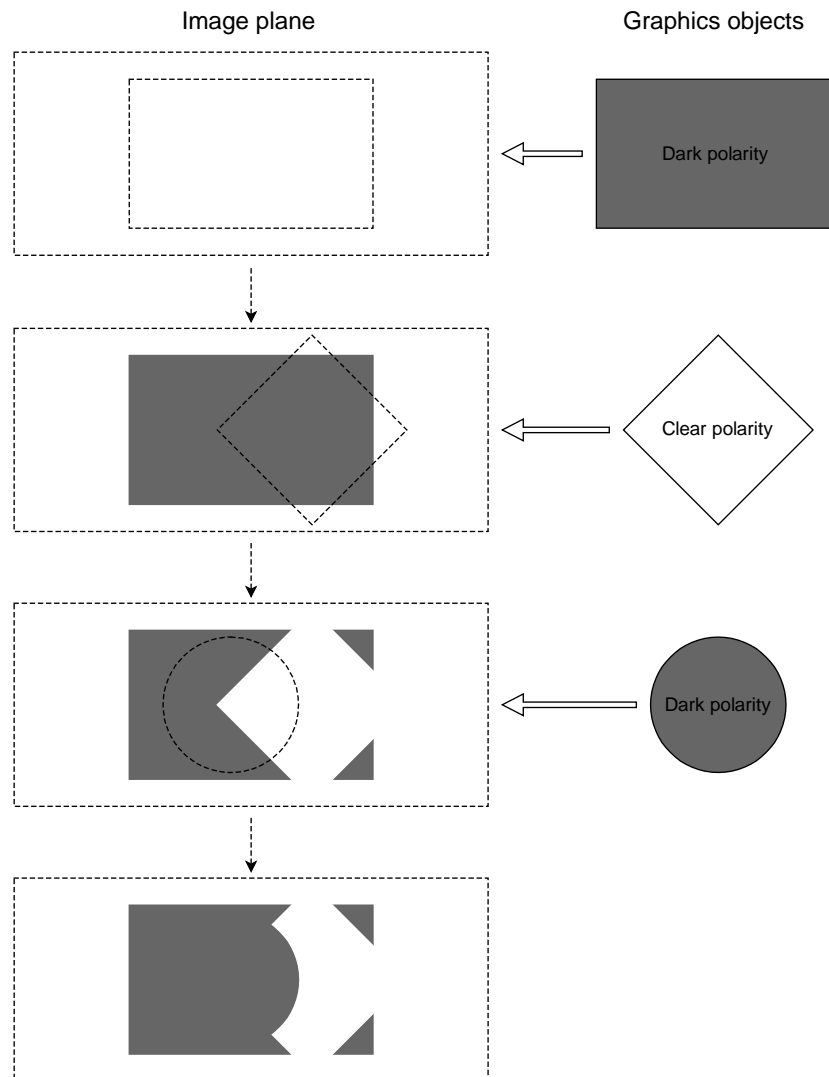 Image plane
Graphics objects
Dark polarity
Clear polarity
Dark polarity